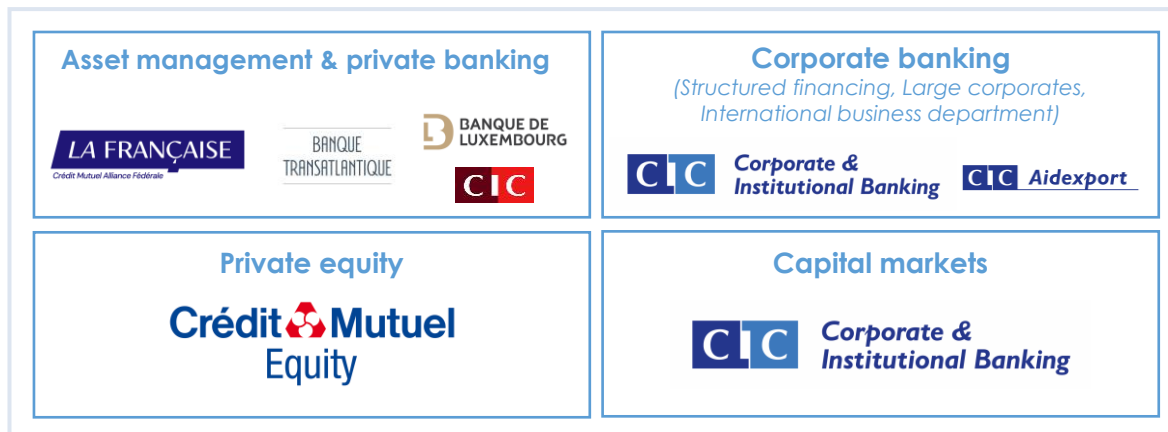 Asset management & private banking
LA FRANÇAISE
Crédit Mutuel Alliance Fédérale
BANQUE
TRANSATLANTIQUE
BANQUE DE
LUXEMBOURG
CIC
Corporate banking
(Structured financing, Large corporates,
International business department)
CIC Corporate &
Institutional Banking
CIC Aidexport
Private equity
Crédit Mutuel
Equity
Capital markets
CIC Corporate &
Institutional Banking